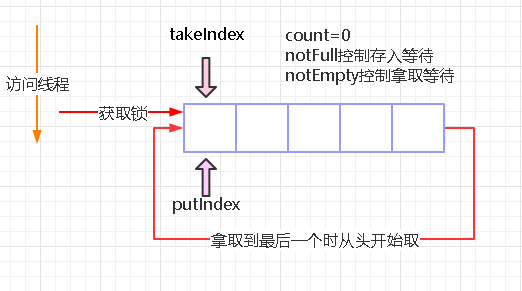 takeIndex
count=0
notFull控制存入等待
notEmpty控制拿取等待
访问线程
获取锁
putIndex
拿取到最后一个时从头开始取